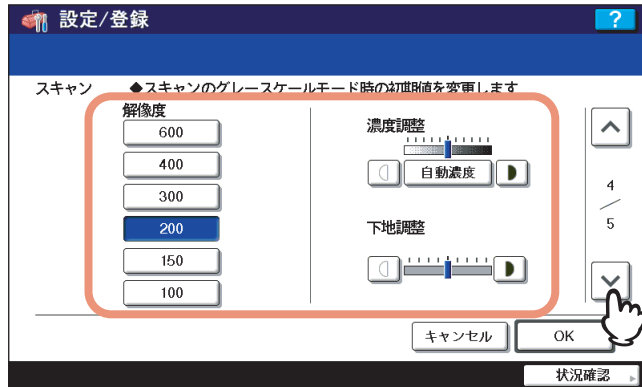 設定/登録
?
スキャン ◆スキャンのグレースケールモード時の初期値を変更します
解像度
600
400
300
200
150
100
濃度調整
自動濃度
下地調整
4
/
5
キャンセル
OK
状況確認